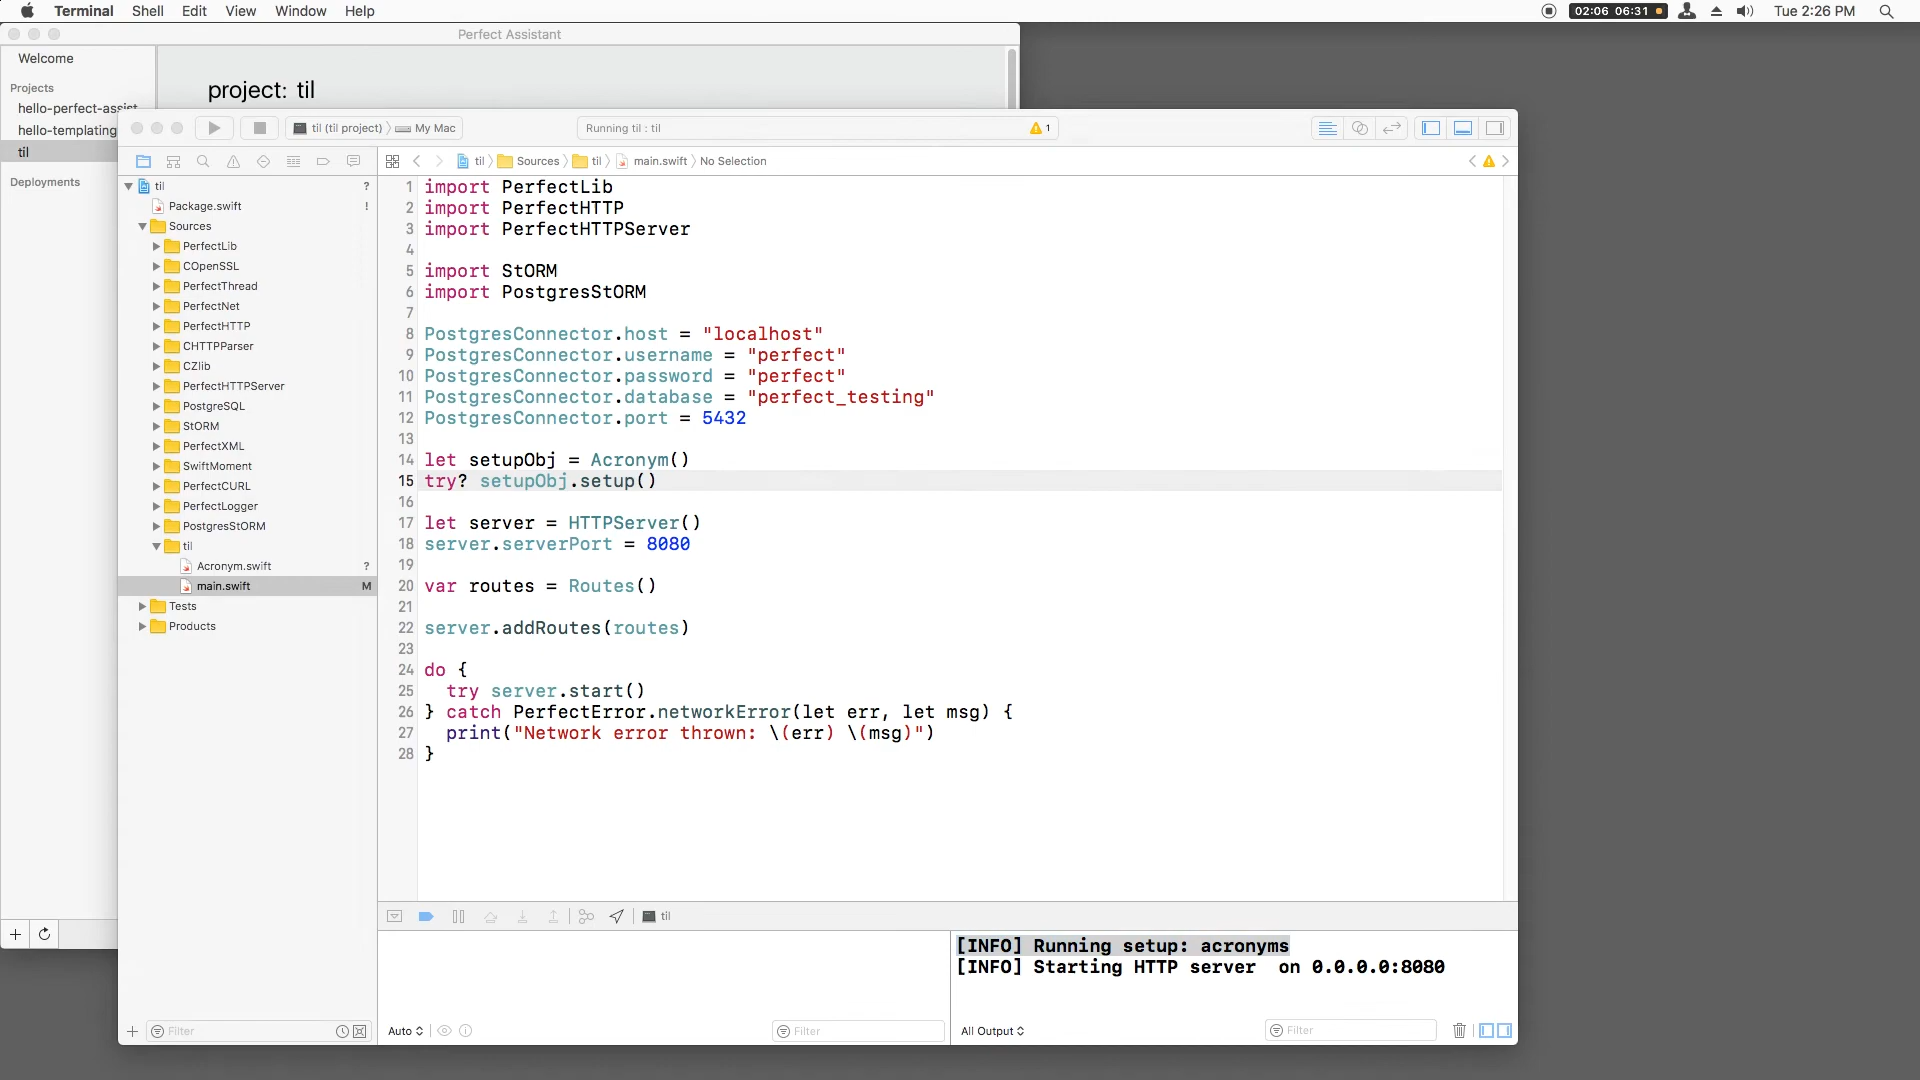 Terminal Shell Edit View Window Help 02:06 06:31 Tue 2:26 PM
Perfect Assistant
Welcome
Projects
hello-perfect-assist
hello-templating
til
Deployments
project: til
til (til project) My Mac
Running til : til
1
til Sources til main.swift No Selection
til ?
Package.swift !
Sources
PerfectLib
COpenSSL
PerfectThread
PerfectNet
PerfectHTTP
CHTTPParser
CZlib
PerfectHTTPServer
PostgreSQL
StORM
PerfectXML
SwiftMoment
PerfectCURL
PerfectLogger
PostgresStORM
til
Acronym.swift ?
main.swift M
Tests
Products
Filter
1 import PerfectLib
2 import PerfectHTTP
3 import PerfectHTTPServer
4
5 import StORM
6 import PostgresStORM
7
8 PostgresConnector.host = "localhost"
9 PostgresConnector.username = "perfect"
10 PostgresConnector.password = "perfect"
11 PostgresConnector.database = "perfect_testing"
12 PostgresConnector.port = 5432
13
14 let setupObj = Acronym()
15 try? setupObj.setup()
16
17 let server = HTTPServer()
18 server.serverPort = 8080
19
20 var routes = Routes()
21
22 server.addRoutes(routes)
23
24 do {
25 try server.start()
26 } catch PerfectError.networkError(let err, let msg) {
27 print("Network error thrown: \(err) \(msg)")
28 }
til
[INFO] Running setup: acronyms
[INFO] Starting HTTP server on 0.0.0.0:8080
Auto
Filter
All Output
Filter